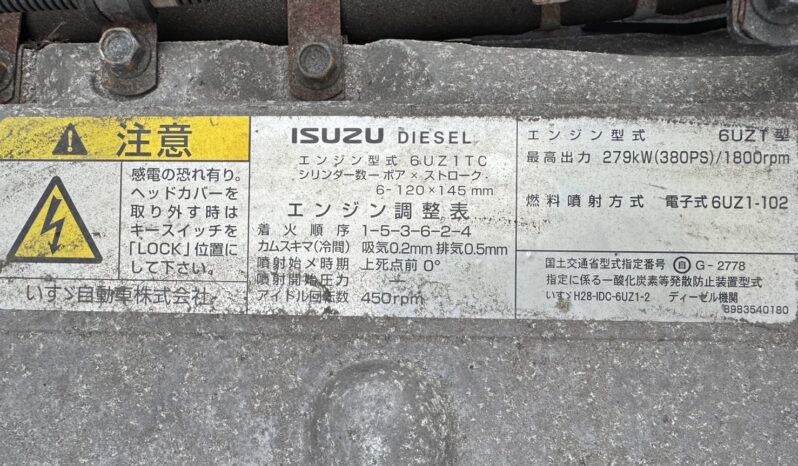 注意
感電の恐れ有り。
ヘッドカバーを
取り外す時は
キースイッチを
「LOCK」位置に
して下さい。
いすゞ自動車株式会社
ISUZU DIESEL
エンジン型式 6UZ1TC
シリンダー数ーボア×ストローク
6-120×145mm
エンジン調整表
着火順序 1-5-3-6-2-4
カムスキマ(冷間) 吸気0.2mm 排気0.5mm
噴射始メ時期 上死点前 0°
噴射開始圧力
アイドル回転数 450rpm
エンジン型式 6UZ1型
最高出力 279kW(380PS)/1800rpm
燃料噴射方式 電子式6UZ1-102
国土交通省型式指定番号 自 G-2778
指定に係る一酸化炭素等発散防止装置型式
いすゞH28-IDC-6UZ1-2 ディーゼル機関
8983540180